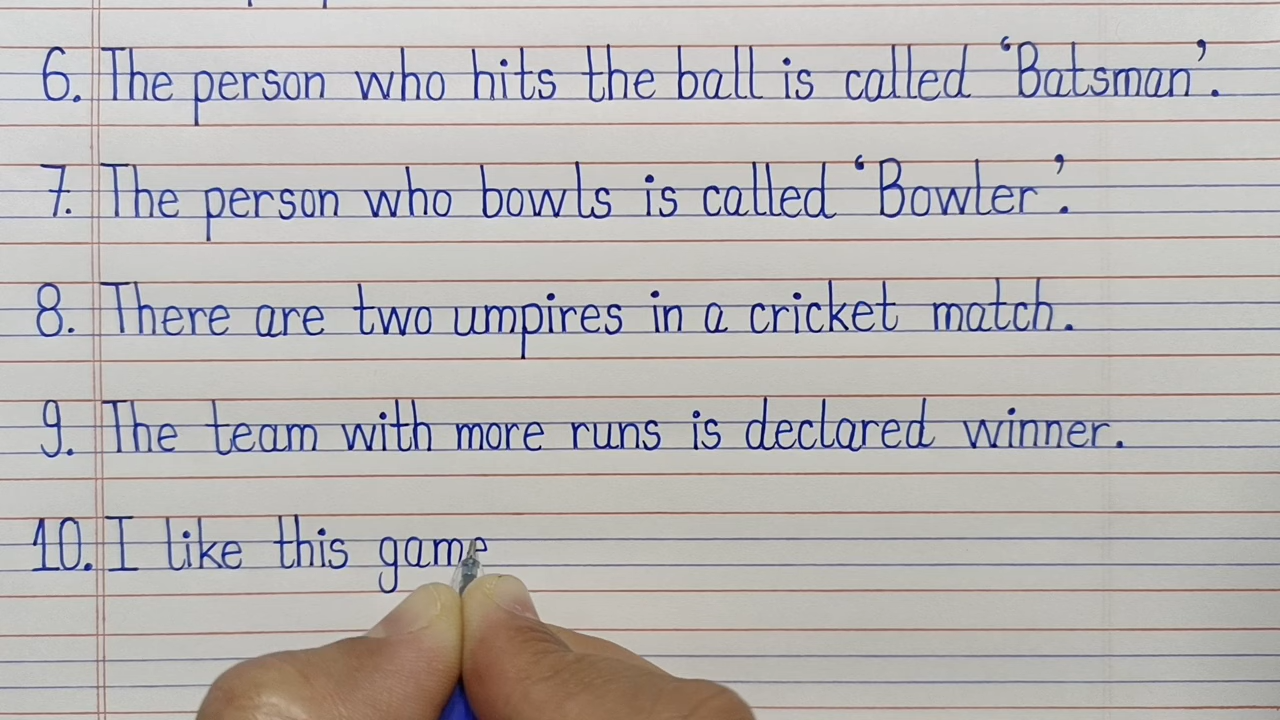 6. The person who hits the ball is called ‘Batsman’.
7. The person who bowls is called ‘Bowler’.
8. There are two umpires in a cricket match.
9. The team with more runs is declared winner.
10. I like this game